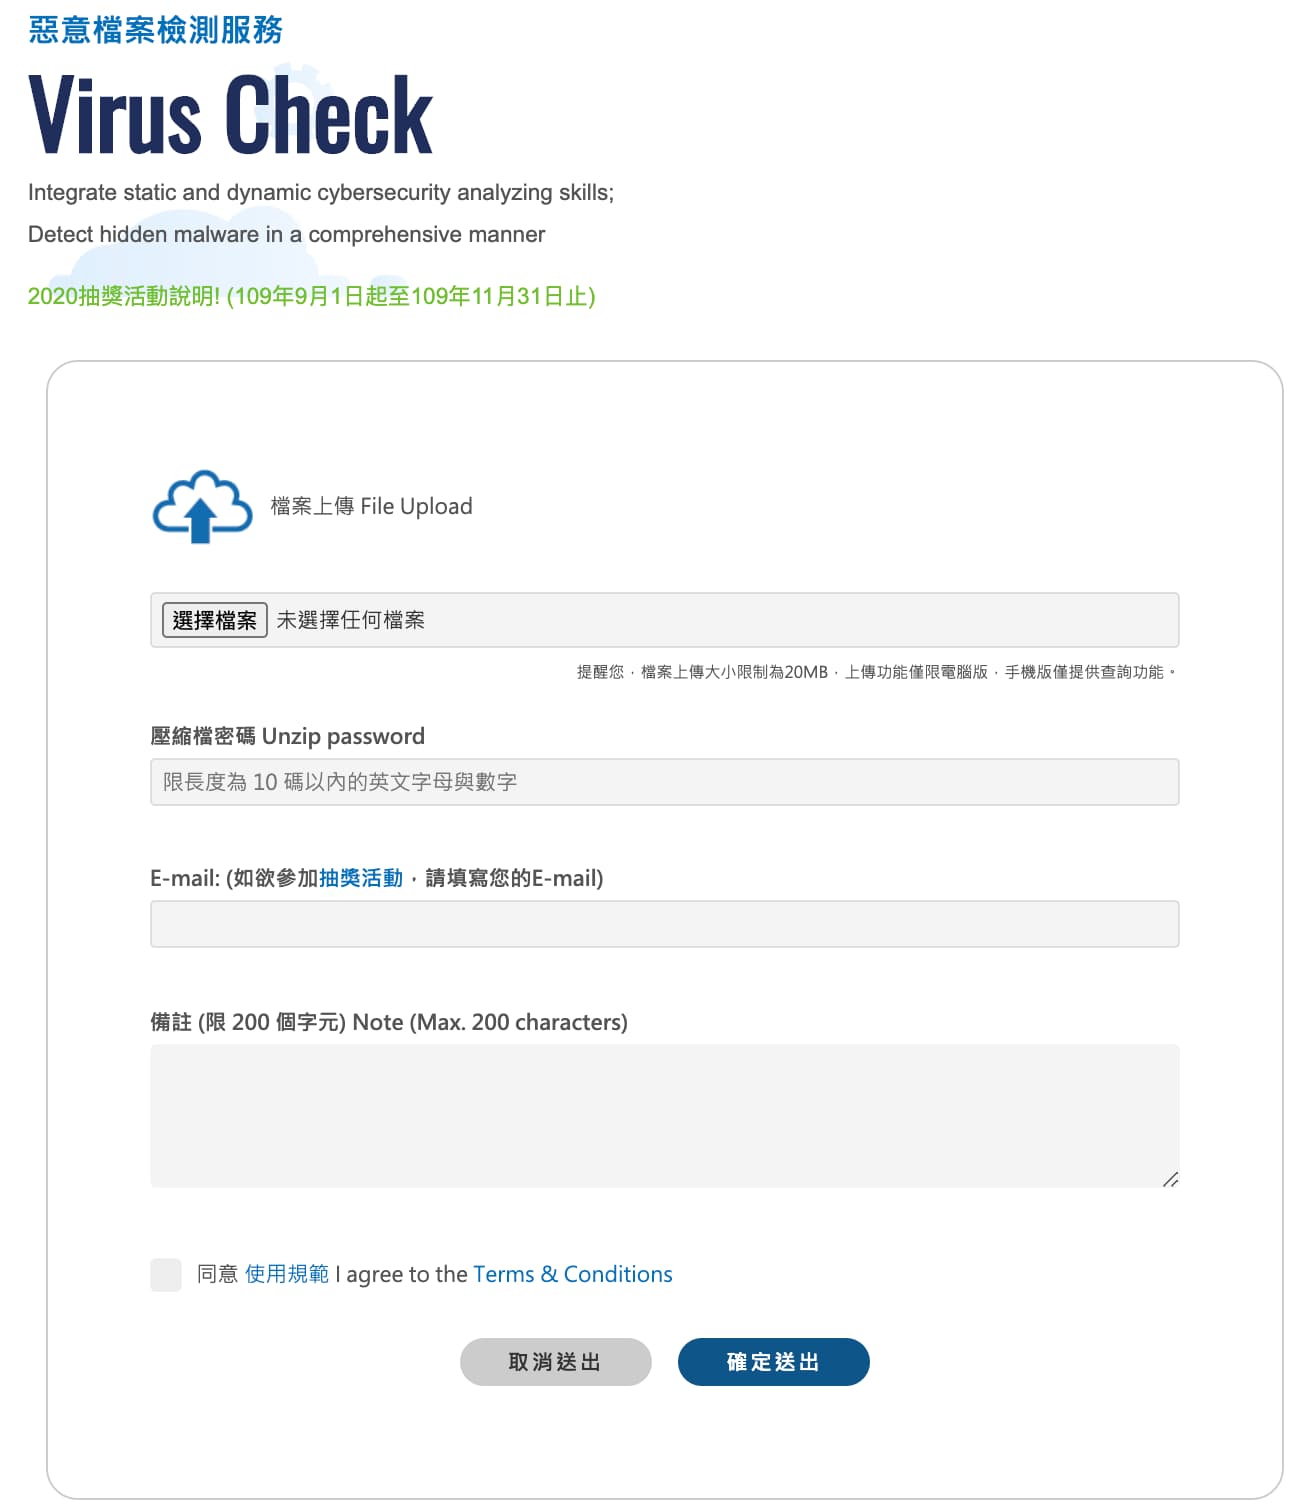 惡意檔案檢測服務
Virus Check
Integrate static and dynamic cybersecurity analyzing skills;
Detect hidden malware in a comprehensive manner
2020抽獎活動說明! (109年9月1日起至109年11月31日止)
檔案上傳 File Upload
選擇檔案 未選擇任何檔案
提醒您，檔案上傳大小限制為20MB，上傳功能僅限電腦版，手機版僅提供查詢功能。
壓縮檔密碼 Unzip password
限長度為 10 碼以內的英文字母與數字
E-mail: (如欲參加抽獎活動，請填寫您的E-mail)
備註 (限 200 個字元) Note (Max. 200 characters)
同意 使用規範 I agree to the Terms & Conditions
取消送出 確定送出